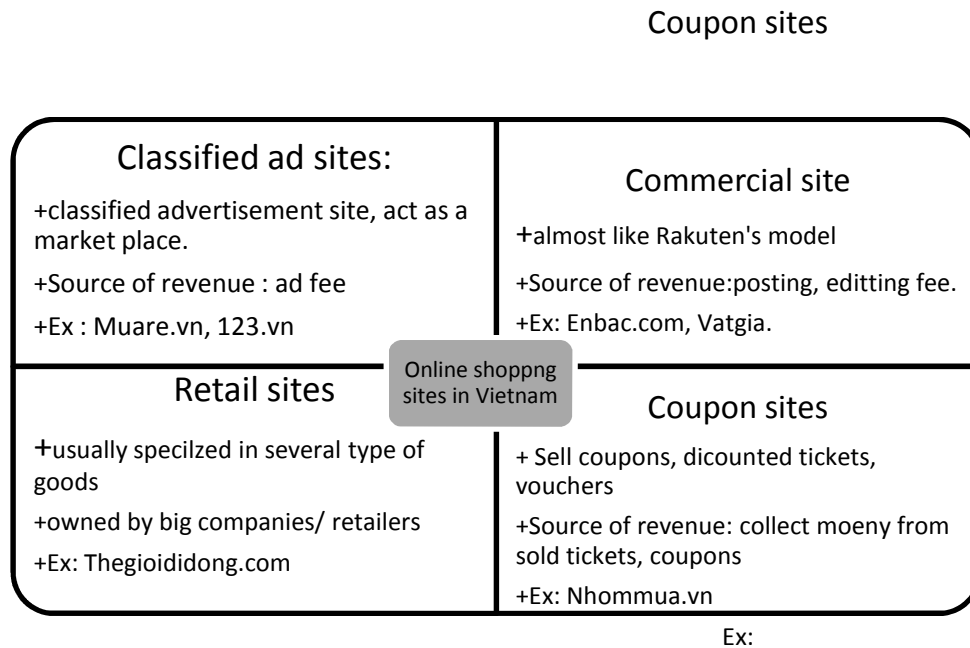 Coupon sites
Classified ad sites:
+classified advertisement site, act as a
market place.
+Source of revenue : ad fee
+Ex : Muare.vn, 123.vn
Commercial site
+almost like Rakuten's model
+Source of revenue:posting, editting fee.
+Ex: Enbac.com, Vatgia.
Online shoppng
sites in Vietnam
Retail sites
+usually specilzed in several type of
goods
+owned by big companies/ retailers
+Ex: Thegioididong.com
Coupon sites
+ Sell coupons, dicounted tickets,
vouchers
+Source of revenue: collect moeny from
sold tickets, coupons
+Ex: Nhommua.vn
Ex: